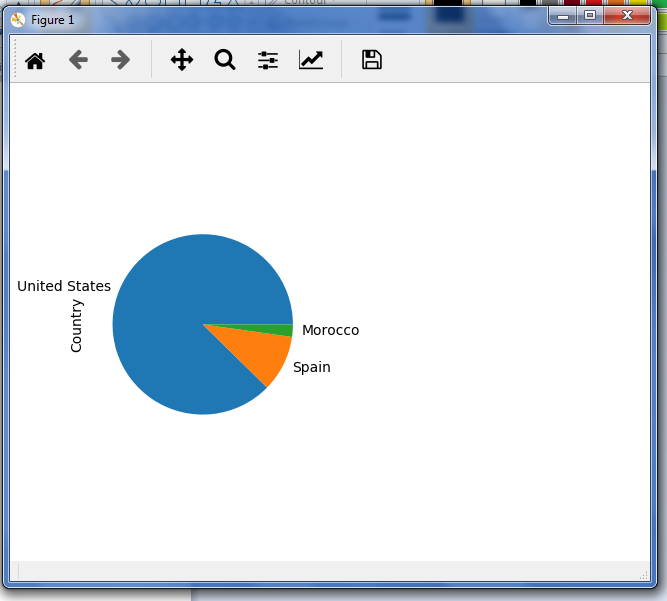 Figure 1
United States
Country
Morocco
Spain